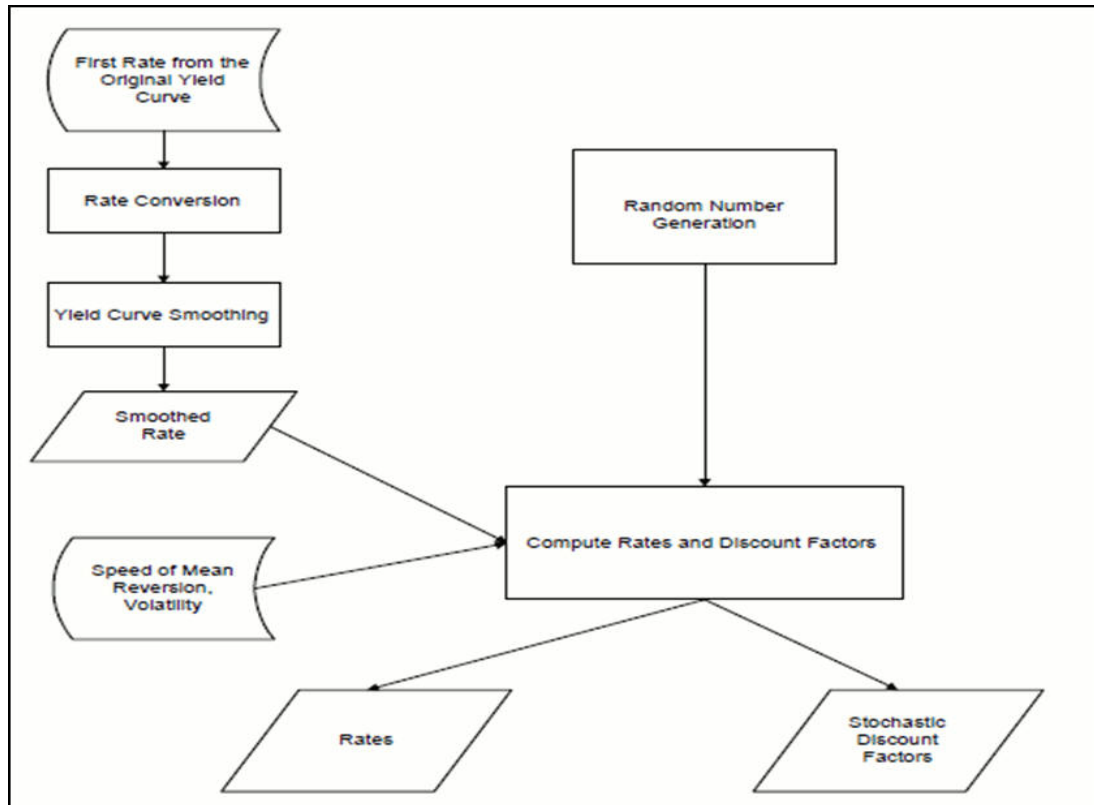 First Rate from the
Original Yield
Curve
Rate Conversion
Random Number
Generation
Yield Curve Smoothing
Smoothed
Rate
Compute Rates and Discount Factors
Speed of Mean
Reversion,
Volatility
Rates
Stochastic
Discount
Factors